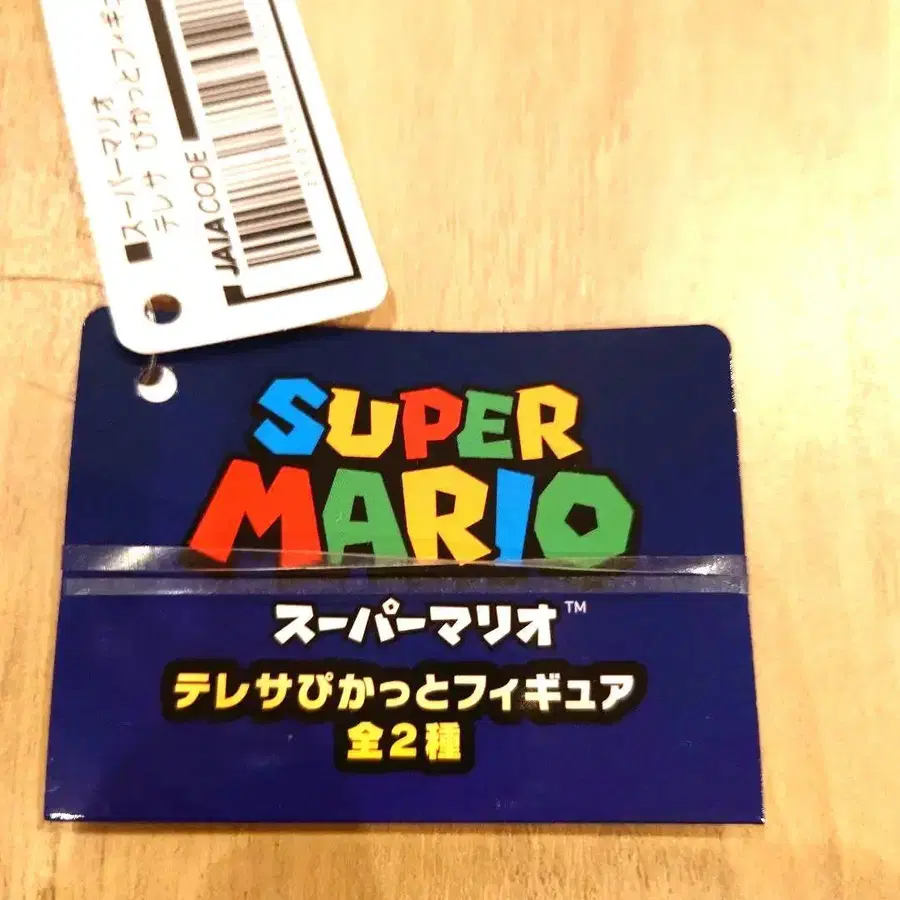 ■スーパーマリオ
テレサ ぴかっとフィギュ
JAIA CODE
SUPER
MARIO
スーパーマリオ™
テレサぴかっとフィギュア
全2種